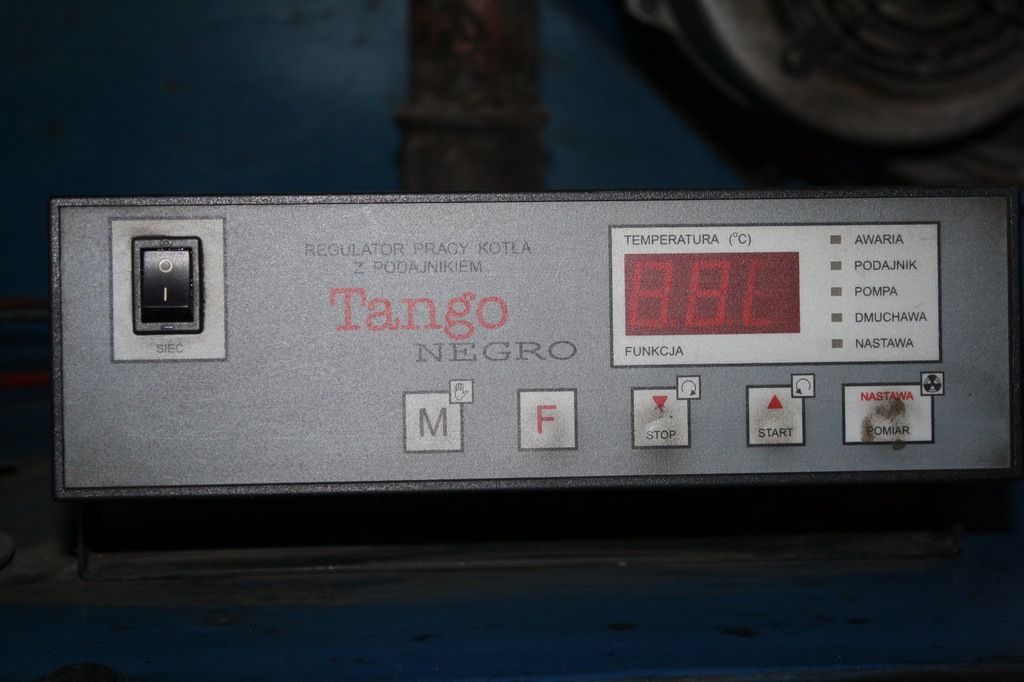 REGULATOR PRACY KOTŁA
Z PODAJNIKIEM
Tango
NEGRO
SIEĆ
TEMPERATURA (°C)
FUNKCJA
AWARIA
PODAJNIK
POMPA
DMUCHAWA
NASTAWA
M
F
STOP
START
NASTAWA
POMIAR